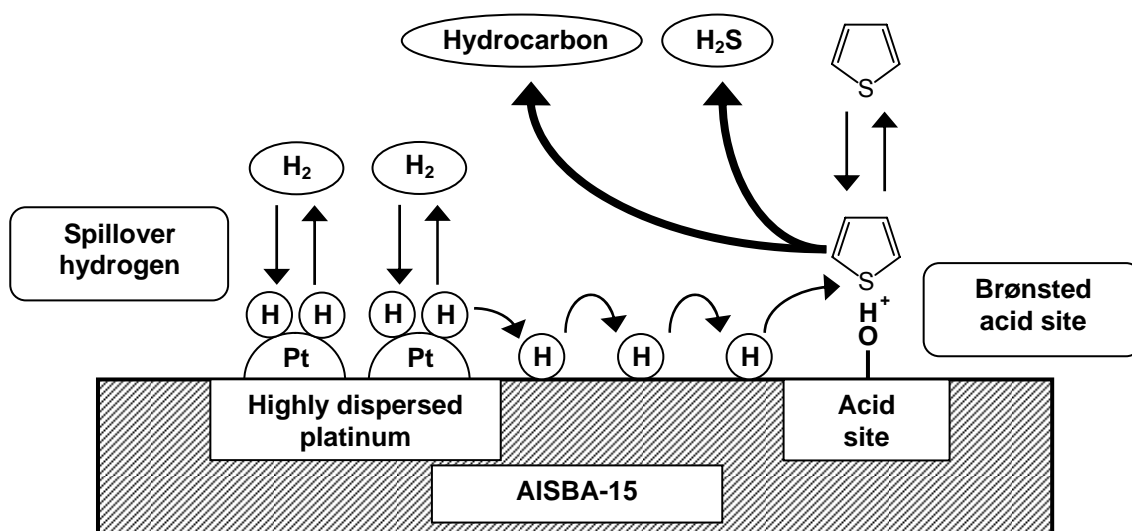 Hydrocarbon
H₂S
S
H₂
H₂
Spillover
hydrogen
S
H H
H H
Pt
Pt
H
H
H
H⁺
O
Brønsted
acid site
Highly dispersed
platinum
Acid
site
AlSBA-15